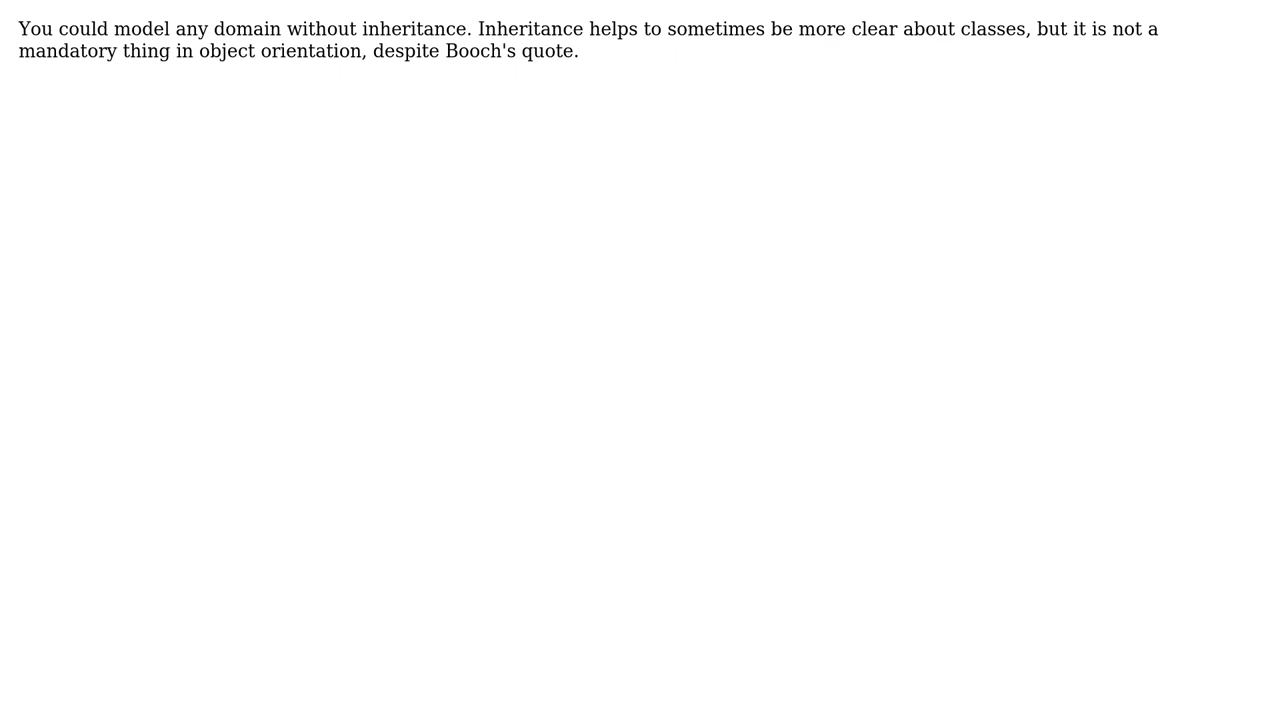 You could model any domain without inheritance. Inheritance helps to sometimes be more clear about classes, but it is not a
mandatory thing in object orientation, despite Booch's quote.